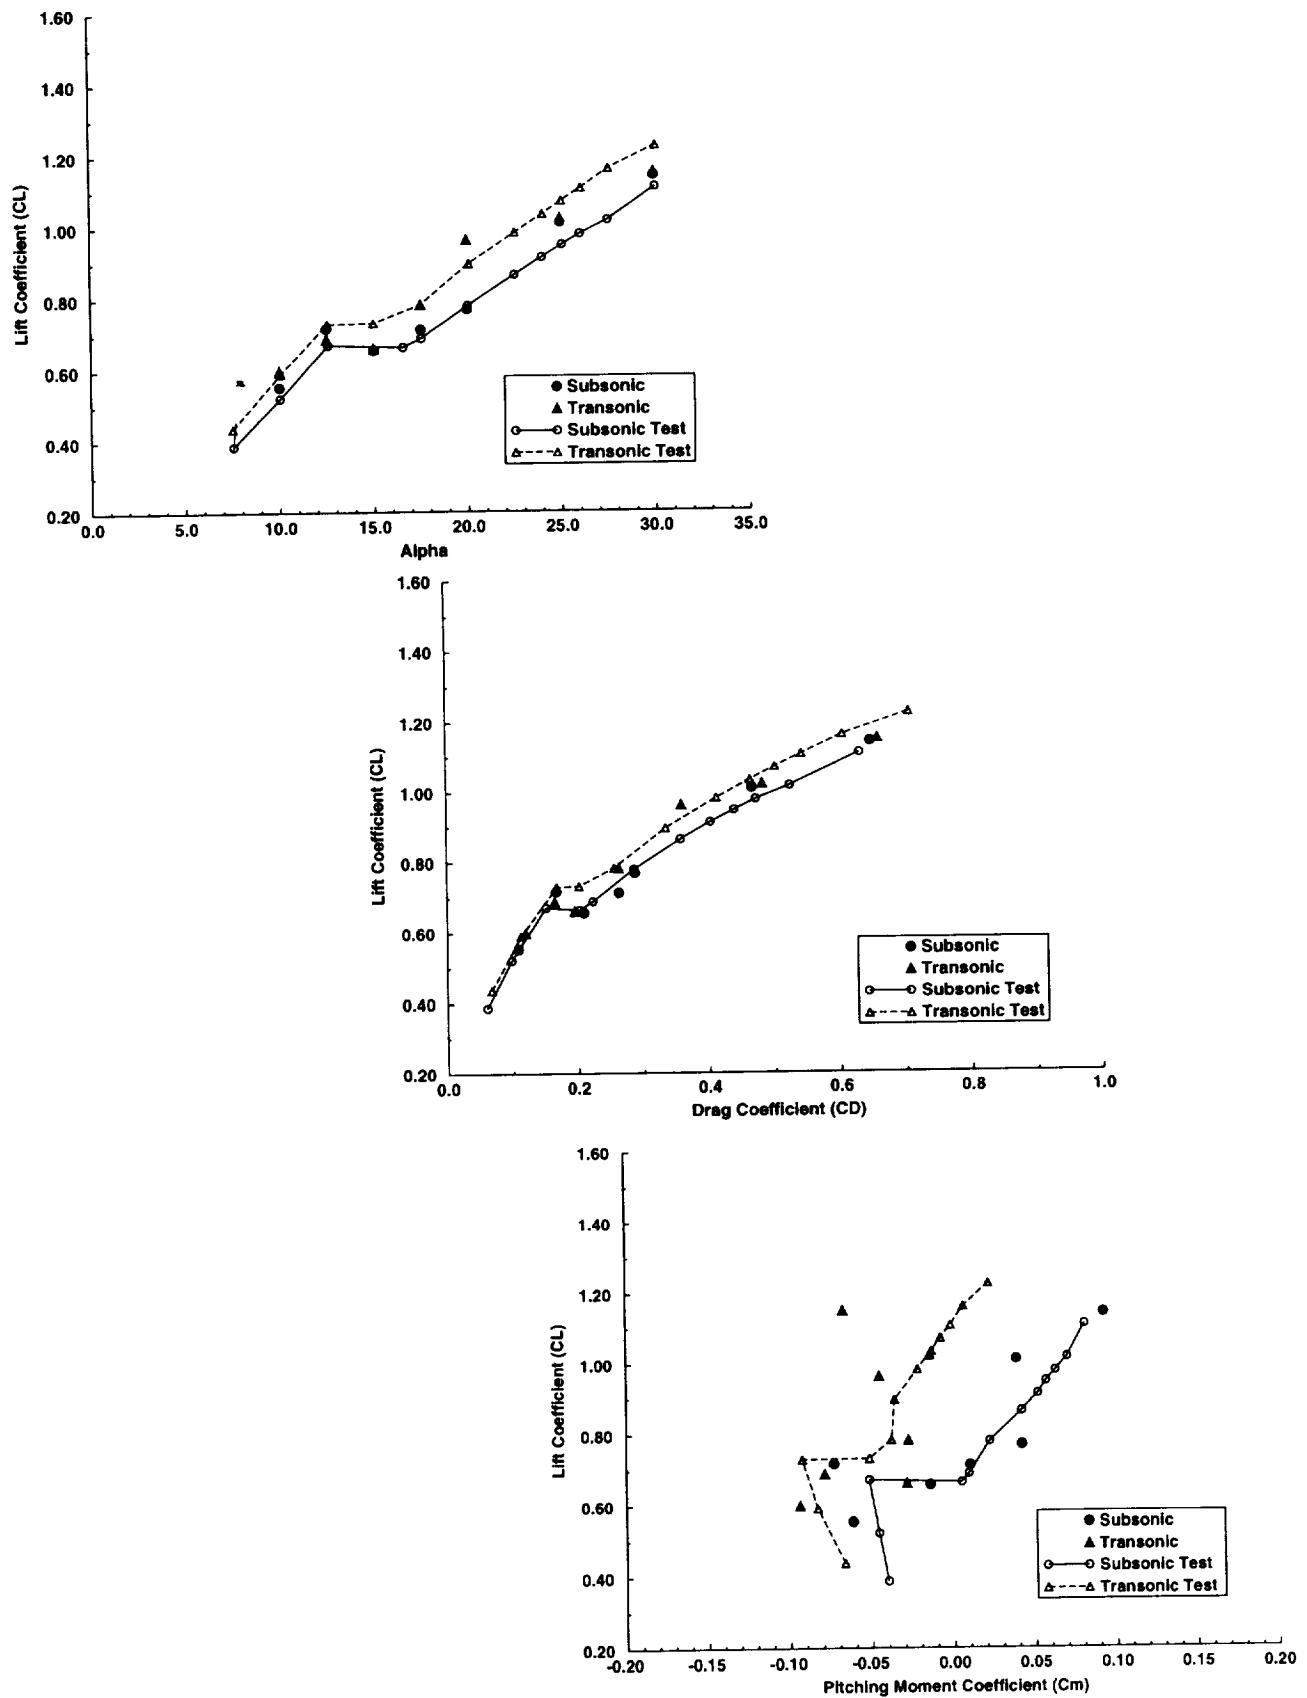 1.60
1.40
1.20
1.00
0.80
0.60
0.40
0.20
Lift Coefficient (CL)
0.0 5.0 10.0 15.0 20.0 25.0 30.0 35.0
Alpha
Subsonic
Transonic
Subsonic Test
Transonic Test
1.60
1.40
1.20
1.00
0.80
0.60
0.40
0.20
Lift Coefficient (CL)
0.0 0.2 0.4 0.6 0.8 1.0
Drag Coefficient (CD)
Subsonic
Transonic
Subsonic Test
Transonic Test
1.60
1.40
1.20
1.00
0.80
0.60
0.40
0.20
Lift Coefficient (CL)
-0.20 -0.15 -0.10 -0.05 0.00 0.05 0.10 0.15 0.20
Pitching Moment Coefficient (Cm)
Subsonic
Transonic
Subsonic Test
Transonic Test